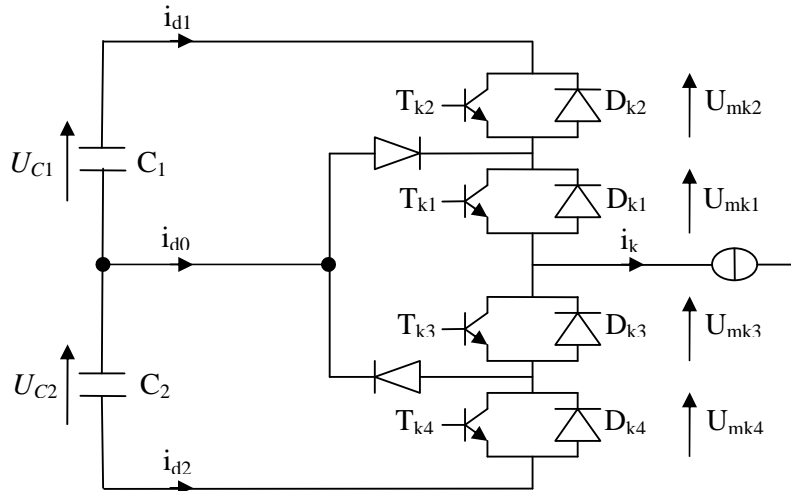 i_d1
T_k2 D_k2 U_mk2
U_C1 C_1
T_k1 D_k1 U_mk1
i_d0 i_k
T_k3 D_k3 U_mk3
U_C2 C_2
T_k4 D_k4 U_mk4
i_d2